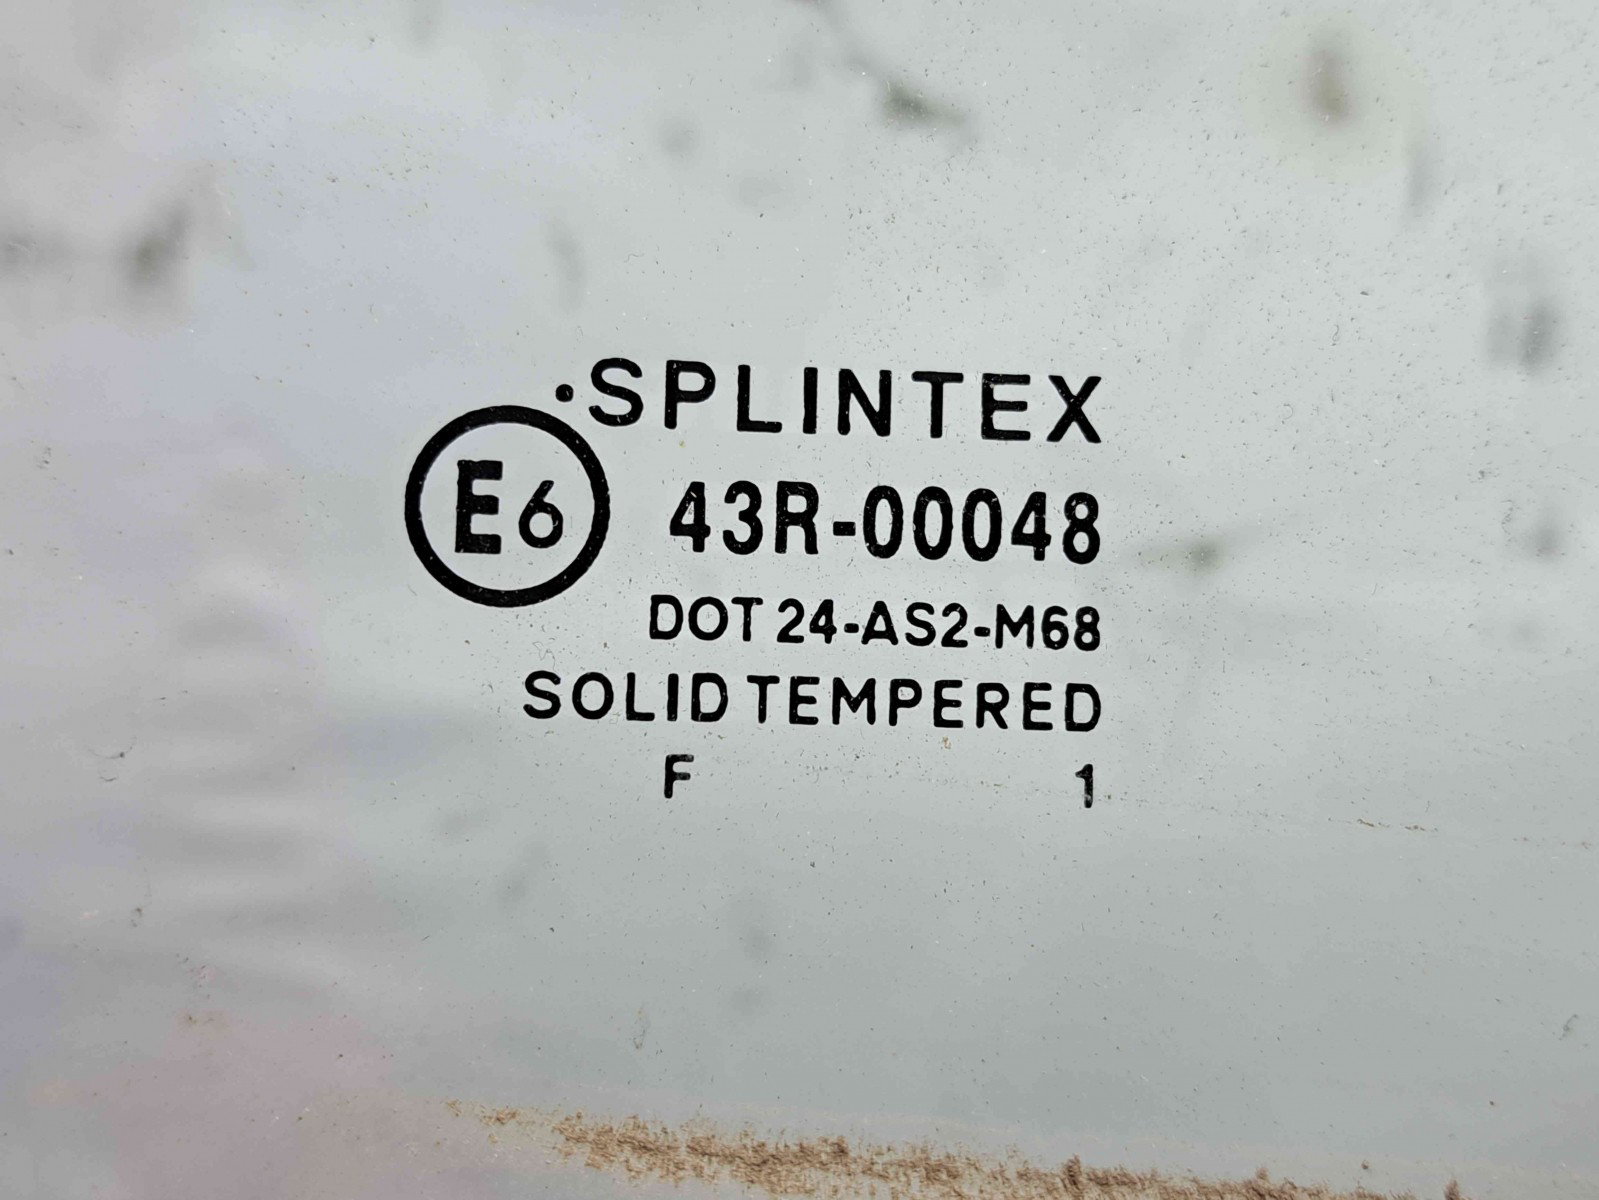 ·SPLINTEX
E6 43R-00048
DOT 24-AS2-M68
SOLID TEMPERED
F 1